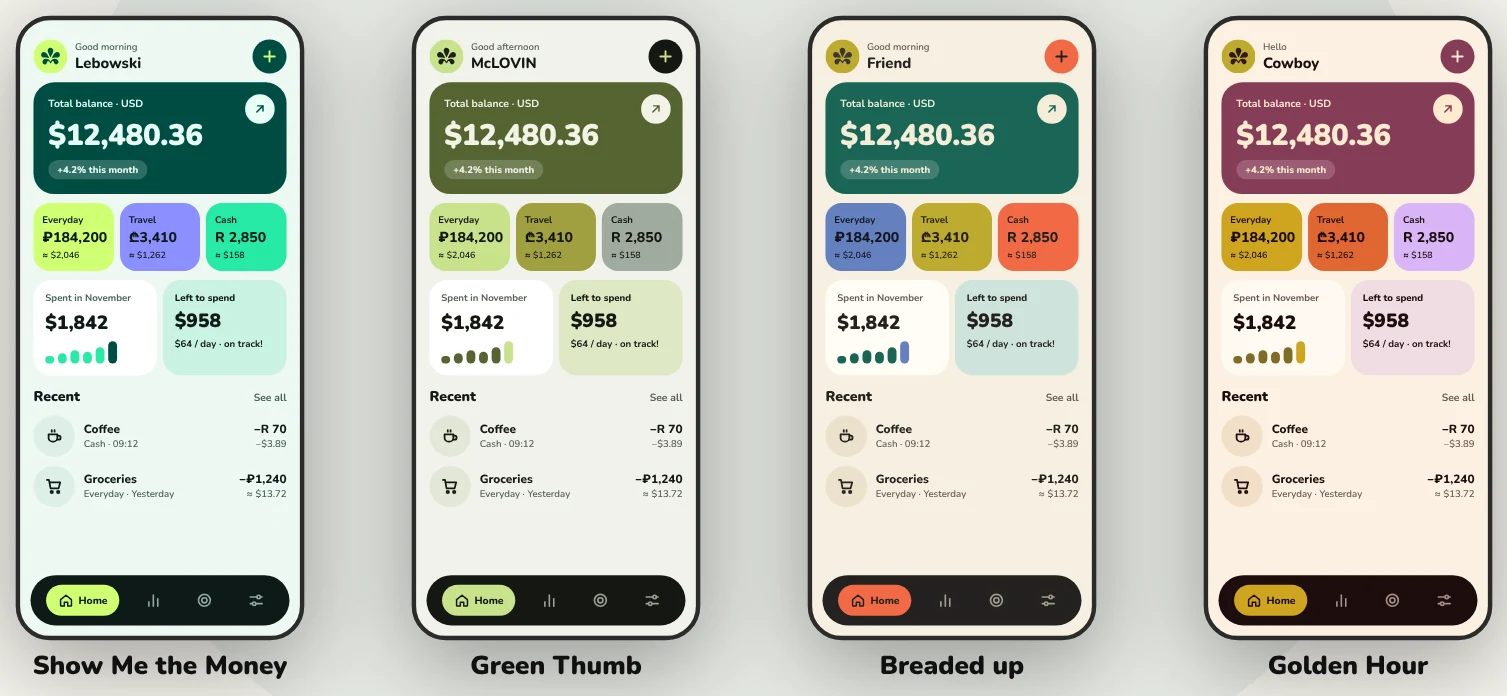 Good morning
Lebowski
Total balance · USD
$12,480.36
+4.2% this month
Everyday
₽184,200
≈ $2,046
Travel
₾3,410
≈ $1,262
Cash
R 2,850
≈ $158
Spent in November
$1,842
Left to spend
$958
$64 / day · on track!
Recent
See all
Coffee
−R 70
Cash · 09:12
−$3.89
Groceries
−₽1,240
Everyday · Yesterday
≈ $13.72
Home
Show Me the Money
Good afternoon
McLOVIN
Total balance · USD
$12,480.36
+4.2% this month
Everyday
₽184,200
≈ $2,046
Travel
₾3,410
≈ $1,262
Cash
R 2,850
≈ $158
Spent in November
$1,842
Left to spend
$958
$64 / day · on track!
Recent
See all
Coffee
−R 70
Cash · 09:12
−$3.89
Groceries
−₽1,240
Everyday · Yesterday
≈ $13.72
Home
Green Thumb
Good morning
Friend
Total balance · USD
$12,480.36
+4.2% this month
Everyday
₽184,200
≈ $2,046
Travel
₾3,410
≈ $1,262
Cash
R 2,850
≈ $158
Spent in November
$1,842
Left to spend
$958
$64 / day · on track!
Recent
See all
Coffee
−R 70
Cash · 09:12
−$3.89
Groceries
−₽1,240
Everyday · Yesterday
≈ $13.72
Home
Breaded up
Hello
Cowboy
Total balance · USD
$12,480.36
+4.2% this month
Everyday
₽184,200
≈ $2,046
Travel
₾3,410
≈ $1,262
Cash
R 2,850
≈ $158
Spent in November
$1,842
Left to spend
$958
$64 / day · on track!
Recent
See all
Coffee
−R 70
Cash · 09:12
−$3.89
Groceries
−₽1,240
Everyday · Yesterday
≈ $13.72
Home
Golden Hour